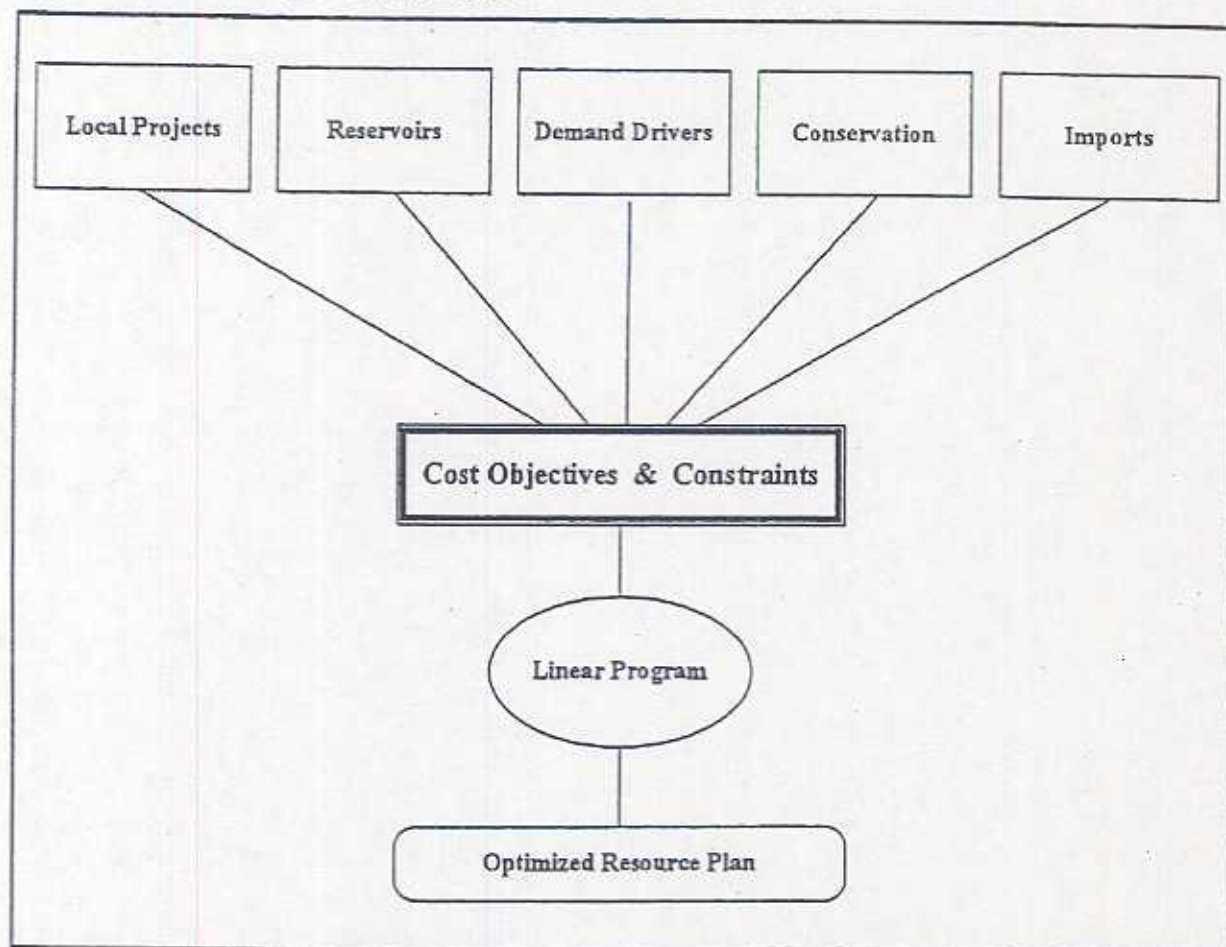 Local Projects
Reservoirs
Demand Drivers
Conservation
Imports
Cost Objectives & Constraints
Linear Program
Optimized Resource Plan